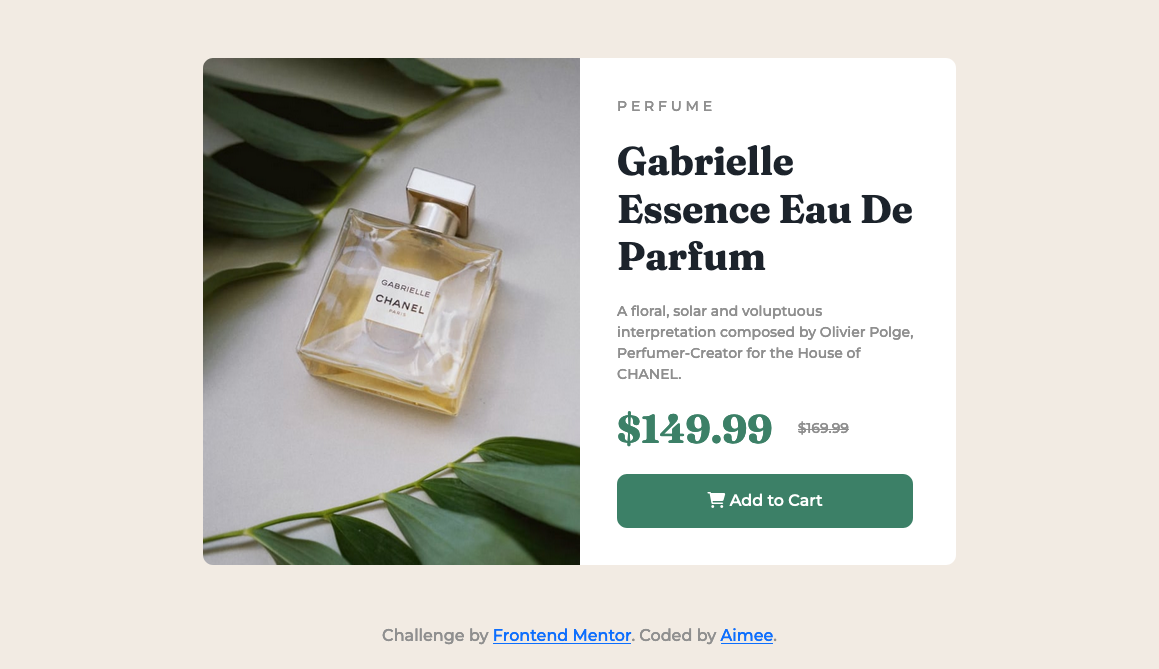 PERFUME
Gabrielle
Essence Eau De
Parfum
GABRIELLE
CHANEL
PARIS
A floral, solar and voluptuous
interpretation composed by Olivier Polge,
Perfumer-Creator for the House of
CHANEL.
$149.99 $169.99
Add to Cart
Challenge by Frontend Mentor. Coded by Aimee.